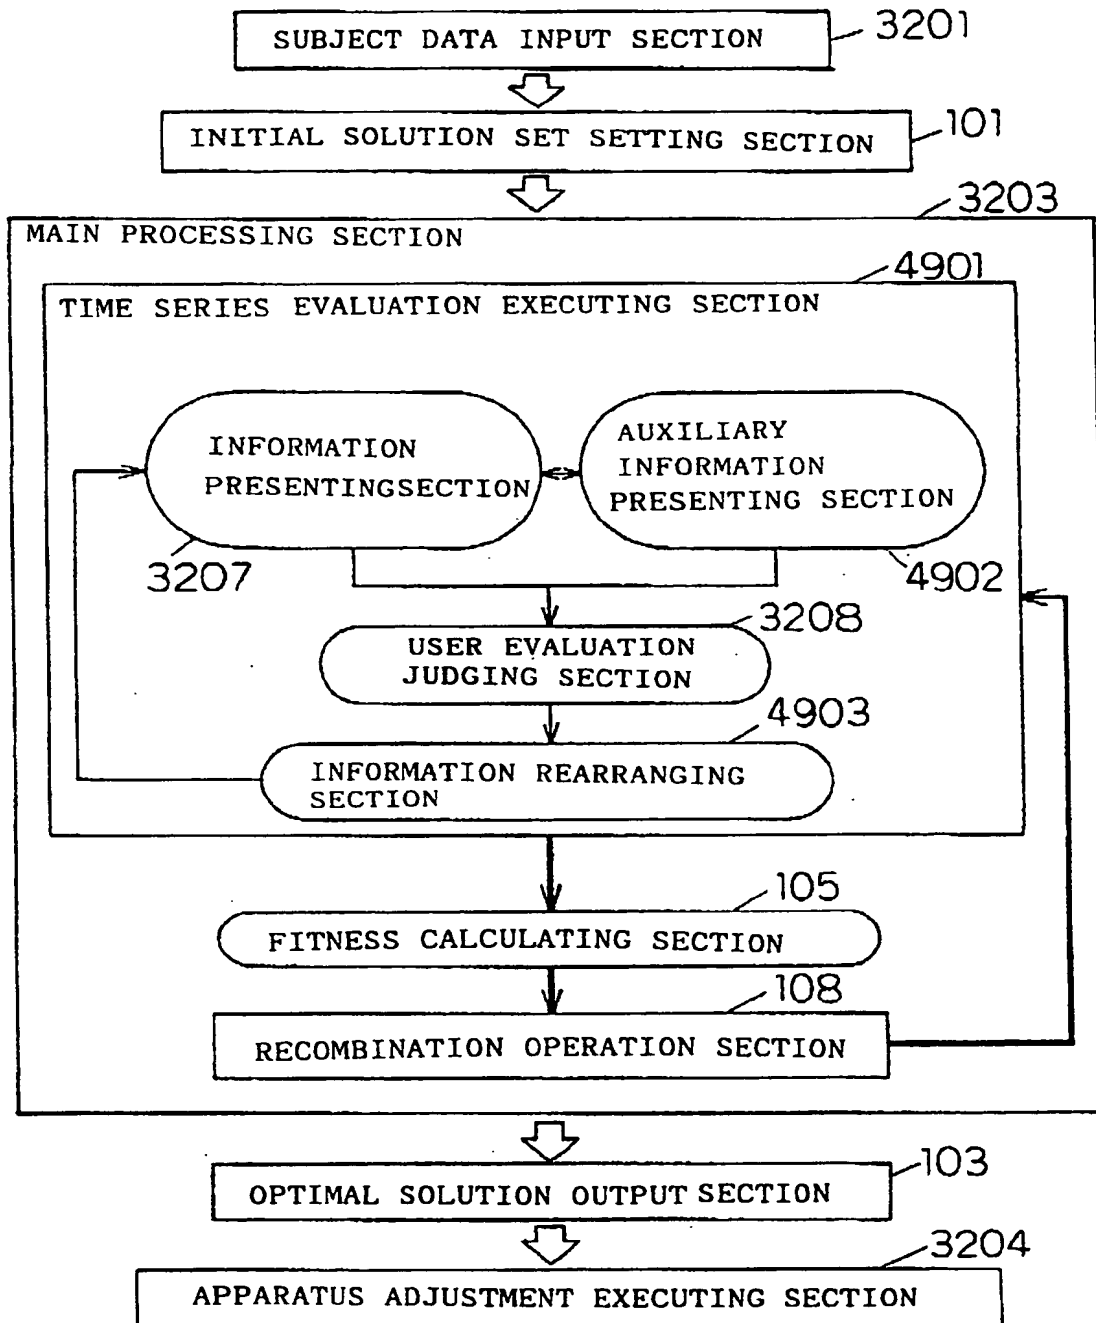 SUBJECT DATA INPUT SECTION
3201
INITIAL SOLUTION SET SETTING SECTION
101
3203
MAIN PROCESSING SECTION
4901
TIME SERIES EVALUATION EXECUTING SECTION
INFORMATION
PRESENTINGSECTION
3207
AUXILIARY
INFORMATION
PRESENTING SECTION
4902
3208
USER EVALUATION
JUDGING SECTION
4903
INFORMATION REARRANGING
SECTION
105
FITNESS CALCULATING SECTION
108
RECOMBINATION OPERATION SECTION
103
OPTIMAL SOLUTION OUTPUT SECTION
3204
APPARATUS ADJUSTMENT EXECUTING SECTION